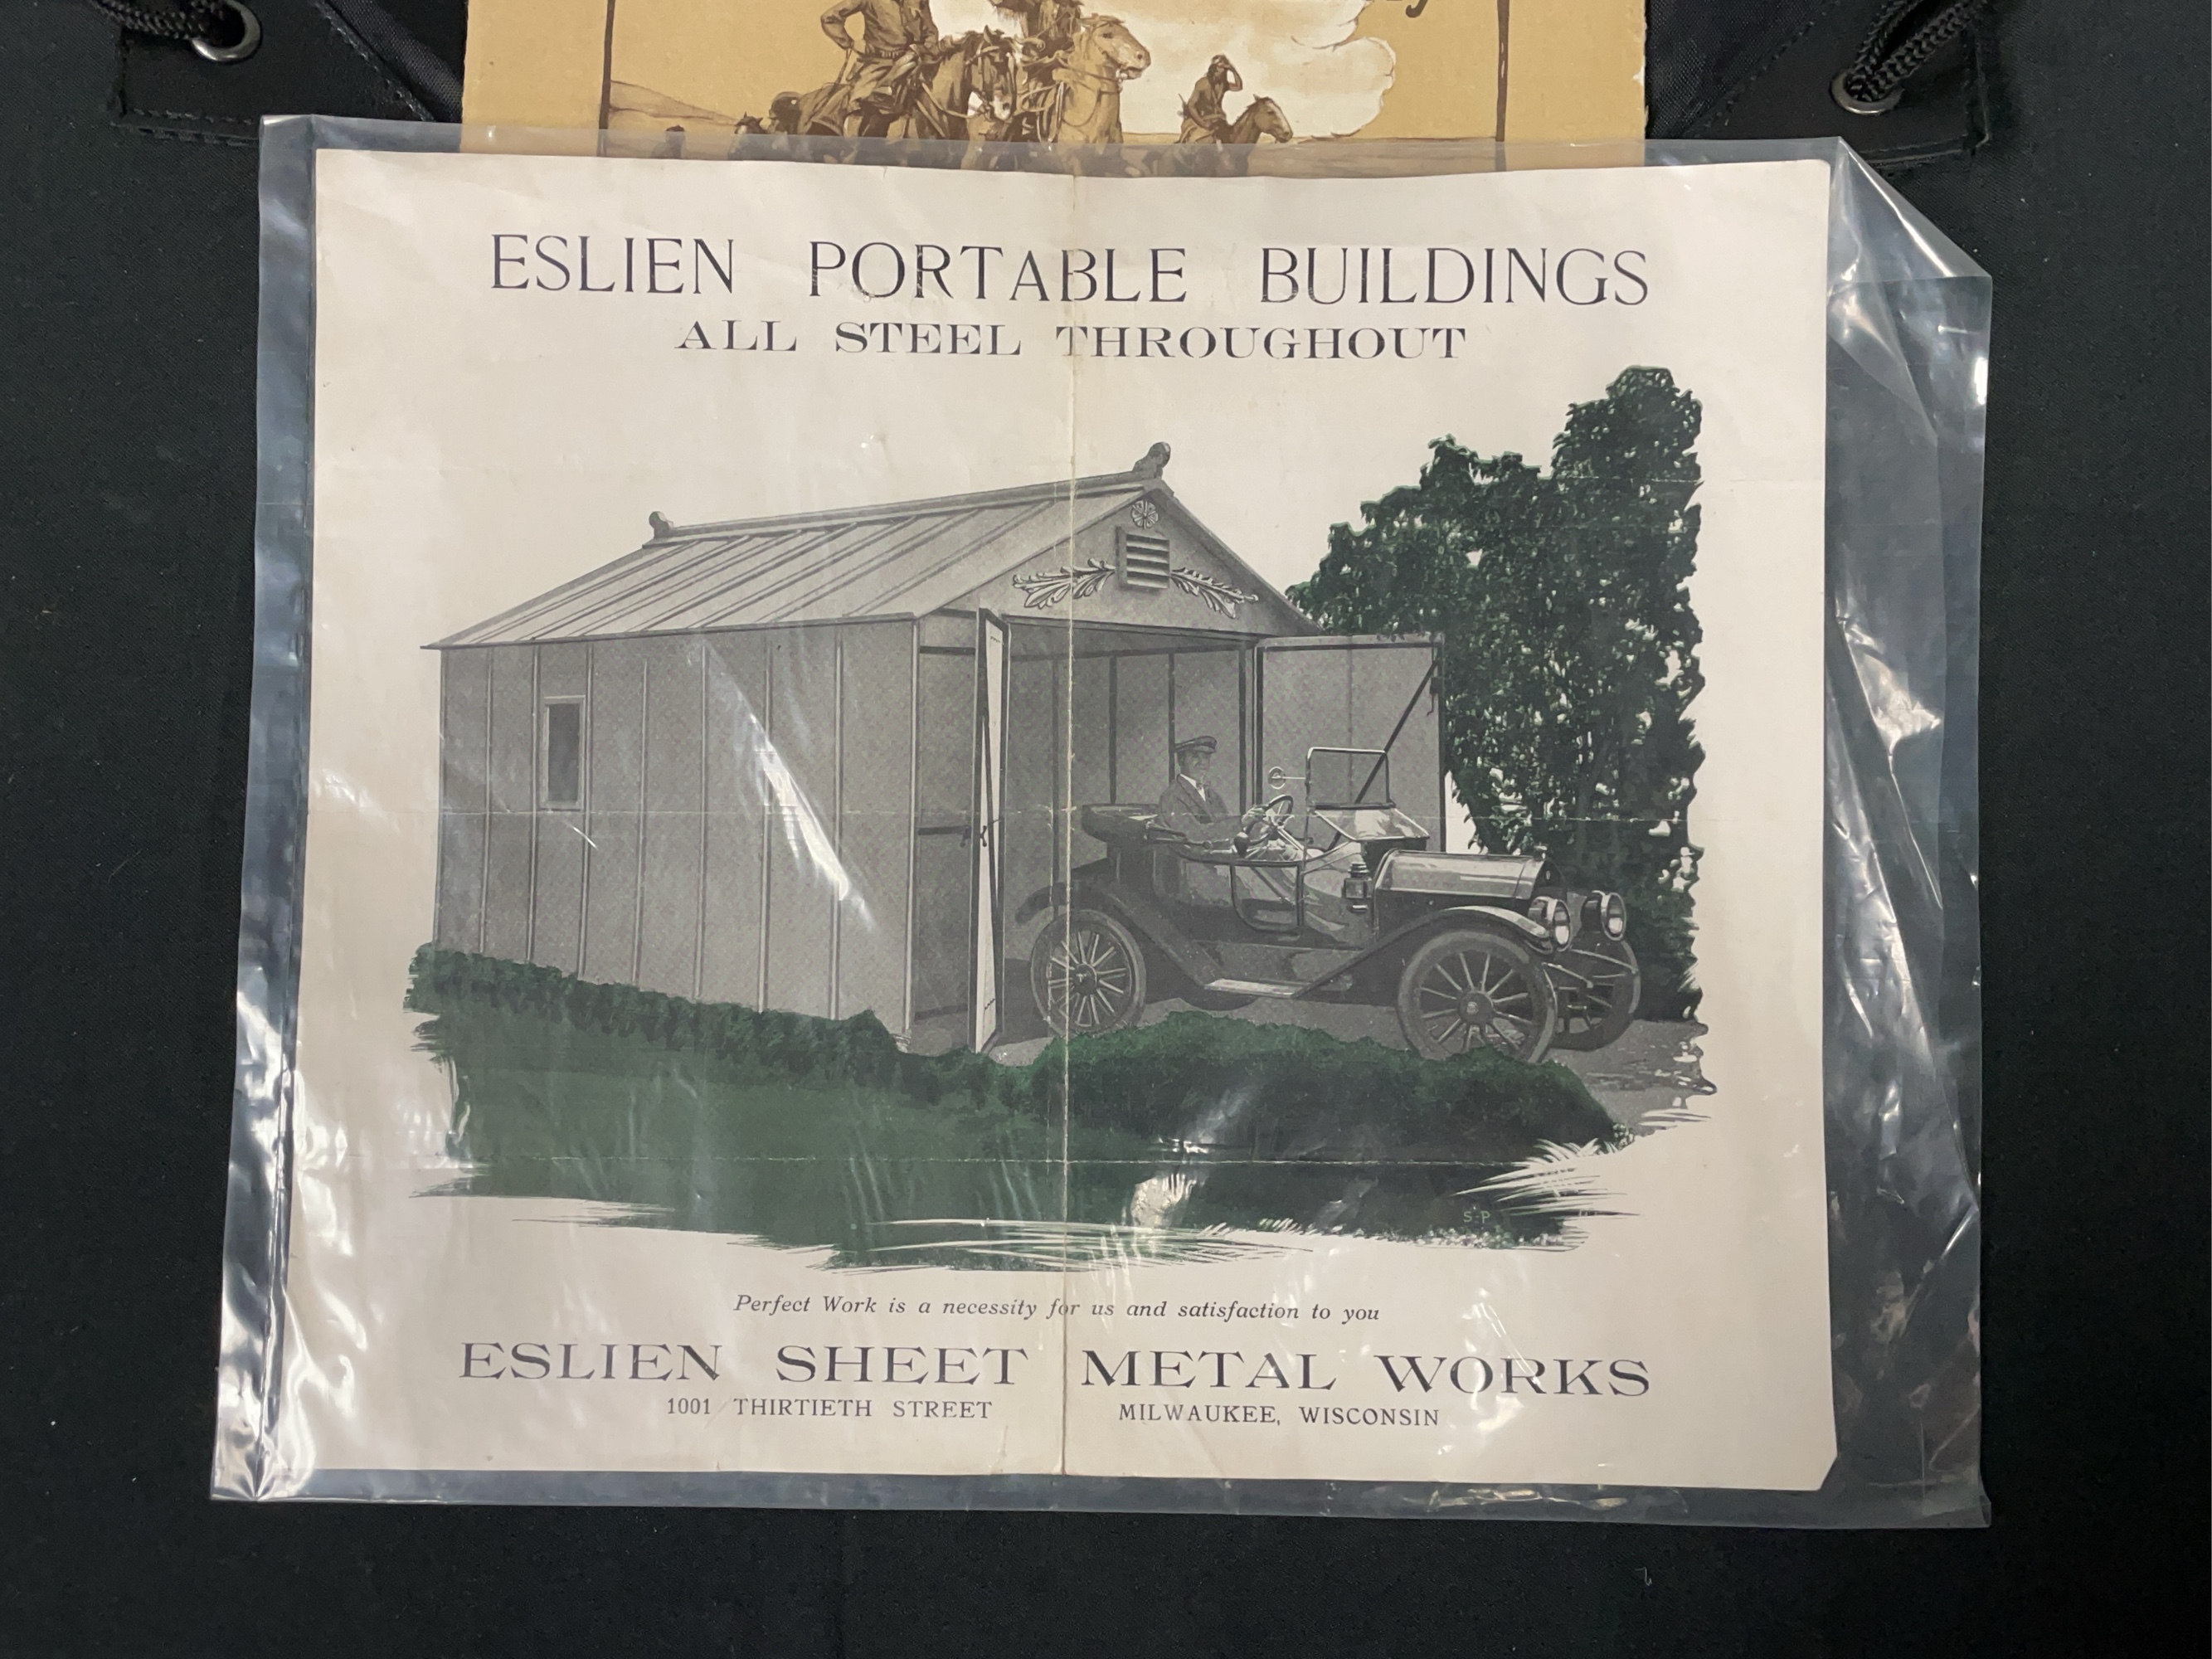 ESLIEN PORTABLE BUILDINGS
ALL STEEL THROUGHOUT
S.P.
Perfect Work is a necessity for us and satisfaction to you
ESLIEN SHEET METAL WORKS
1001 THIRTIETH STREET MILWAUKEE, WISCONSIN